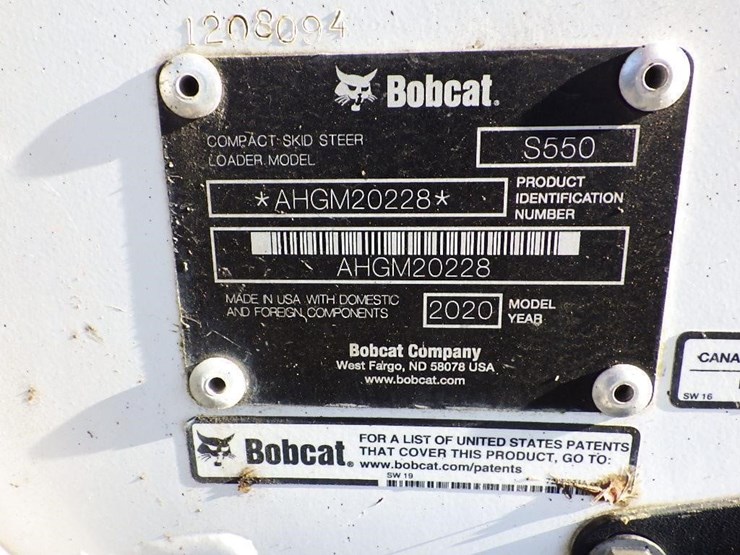 1208094
Bobcat.
COMPACT SKID STEER
LOADER MODEL
S550
*AHGM20228*
PRODUCT
IDENTIFICATION
NUMBER
AHGM20228
MADE IN USA WITH DOMESTIC
AND FOREIGN COMPONENTS
2020
MODEL
YEAR
Bobcat Company
West Fargo, ND 58078 USA
www.bobcat.com
CANA
SW 16
Bobcat.
FOR A LIST OF UNITED STATES PATENTS
THAT COVER THIS PRODUCT, GO TO:
www.bobcat.com/patents
SW 19